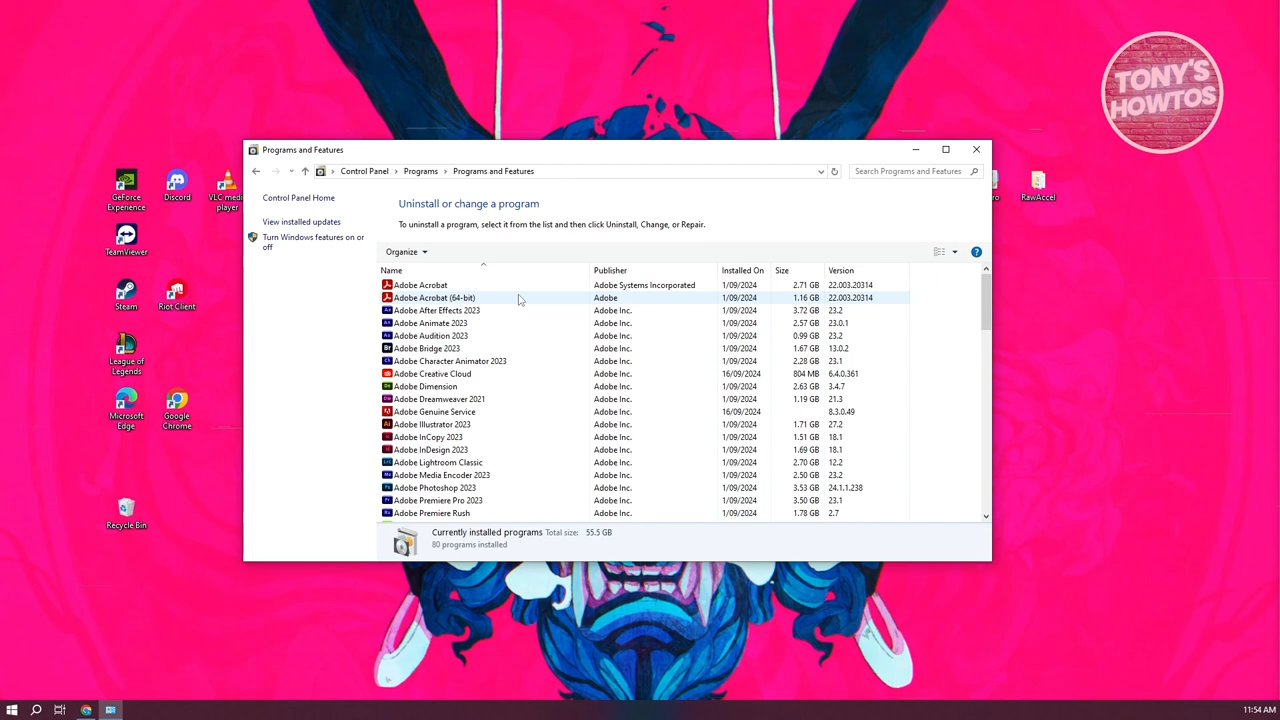 TONY'S
HOWTOS
Programs and Features
Control Panel
Programs
Programs and Features
Search Programs and Features
Control Panel Home
View installed updates
Turn Windows features on or
off
Uninstall or change a program
To uninstall a program, select it from the list and then click Uninstall, Change, or Repair.
Organize
Name Publisher Installed On Size Version
Adobe Acrobat Adobe Systems Incorporated 1/09/2024 2.71 GB 22.003.20314
Adobe Acrobat (64-bit) Adobe 1/09/2024 1.16 GB 22.003.20314
Adobe After Effects 2023 Adobe Inc. 1/09/2024 3.72 GB 23.2
Adobe Animate 2023 Adobe Inc. 1/09/2024 2.57 GB 23.0.1
Adobe Audition 2023 Adobe Inc. 1/09/2024 0.99 GB 23.2
Adobe Bridge 2023 Adobe Inc. 1/09/2024 1.67 GB 13.0.2
Adobe Character Animator 2023 Adobe Inc. 1/09/2024 2.28 GB 23.1
Adobe Creative Cloud Adobe Inc. 16/09/2024 804 MB 6.4.0.361
Adobe Dimension Adobe Inc. 1/09/2024 2.63 GB 3.4.7
Adobe Dreamweaver 2021 Adobe Inc. 1/09/2024 1.19 GB 21.3
Adobe Genuine Service Adobe Inc. 16/09/2024 8.3.0.49
Adobe Illustrator 2023 Adobe Inc. 1/09/2024 1.71 GB 27.2
Adobe InCopy 2023 Adobe Inc. 1/09/2024 1.51 GB 18.1
Adobe InDesign 2023 Adobe Inc. 1/09/2024 1.69 GB 18.1
Adobe Lightroom Classic Adobe Inc. 1/09/2024 2.70 GB 12.2
Adobe Media Encoder 2023 Adobe Inc. 1/09/2024 2.50 GB 23.2
Adobe Photoshop 2023 Adobe Inc. 1/09/2024 3.53 GB 24.1.1.238
Adobe Premiere Pro 2023 Adobe Inc. 1/09/2024 3.50 GB 23.1
Adobe Premiere Rush Adobe Inc. 1/09/2024 1.78 GB 2.7
Currently installed programs Total size: 55.5 GB
80 programs installed
GeForce
Experience
Discord
VLC media
player
RawAccel
TeamViewer
Steam
Riot Client
League of
Legends
Microsoft
Edge
Google
Chrome
Recycle Bin
11:54 AM